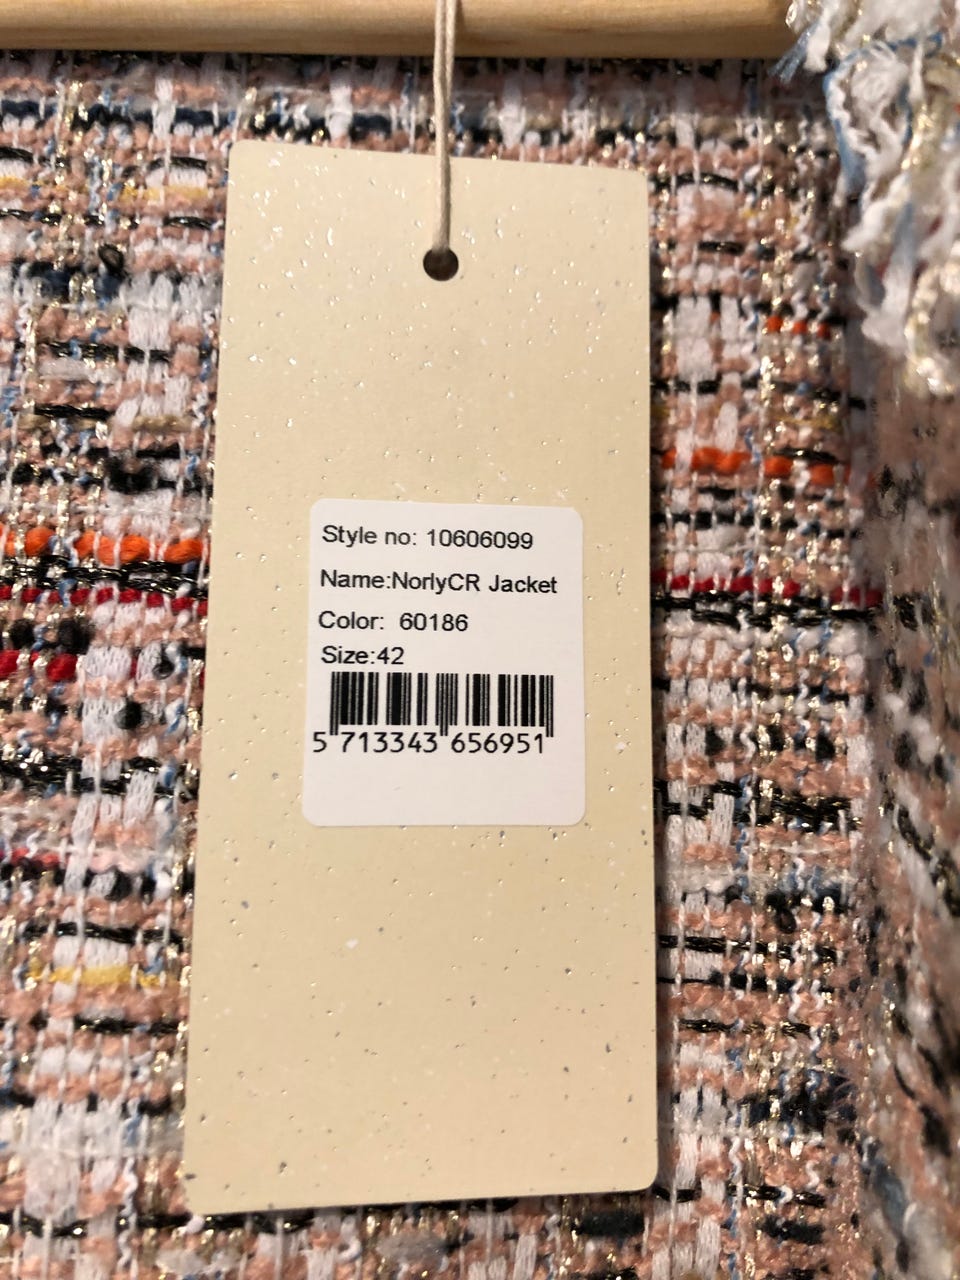 Style no: 10606099
Name:NorlyCR Jacket
Color: 60186
Size:42
5 713343 656951